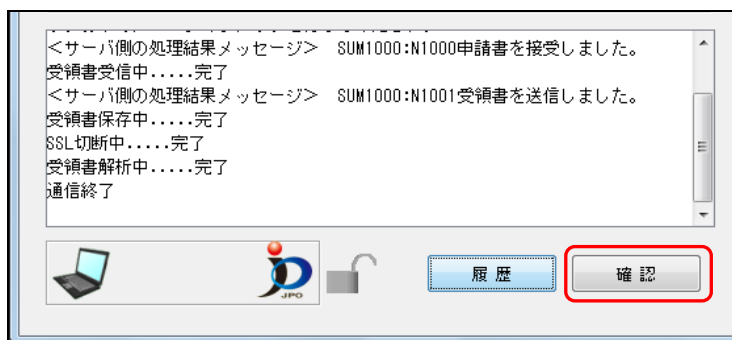 <サーバ側の処理結果メッセージ>　SUM1000:N1000申請書を接受しました。
受領書受信中.....完了
<サーバ側の処理結果メッセージ>　SUM1000:N1001受領書を送信しました。
受領書保存中.....完了
SSL切断中.....完了
受領書解析中.....完了
通信終了
JPO
履 歴
確 認